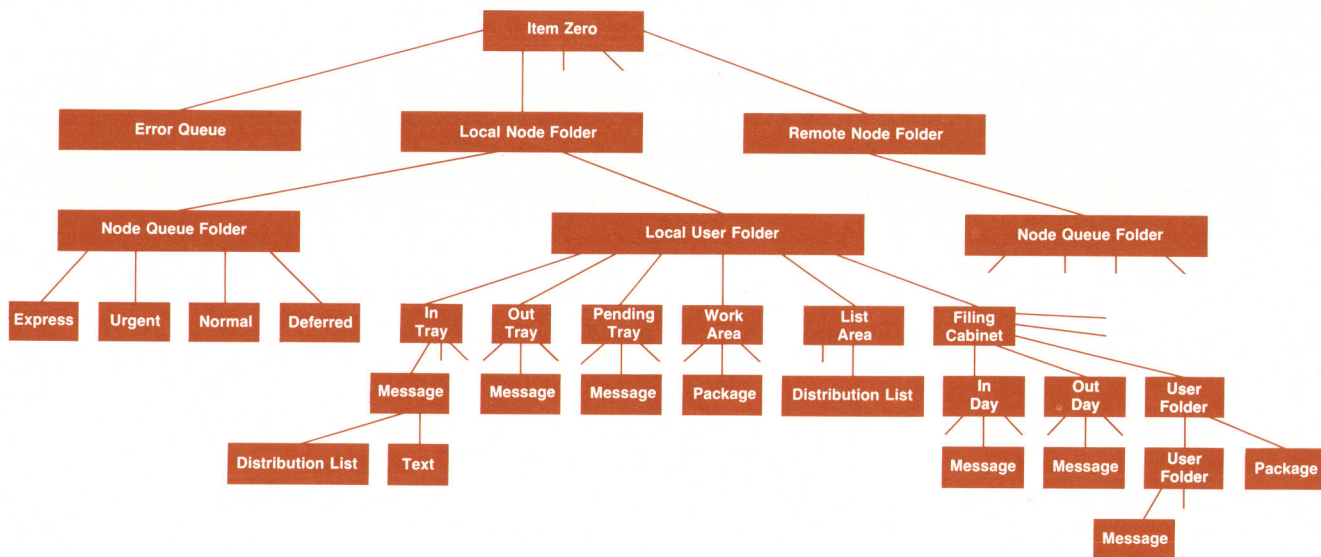 Item Zero
Error Queue
Local Node Folder
Remote Node Folder
Node Queue Folder
Local User Folder
Node Queue Folder
Express
Urgent
Normal
Deferred
In
Tray
Out
Tray
Pending
Tray
Work
Area
List
Area
Filing
Cabinet
Message
Message
Message
Package
Distribution List
In
Day
Out
Day
User
Folder
Distribution List
Text
Message
Message
User
Folder
Package
Message